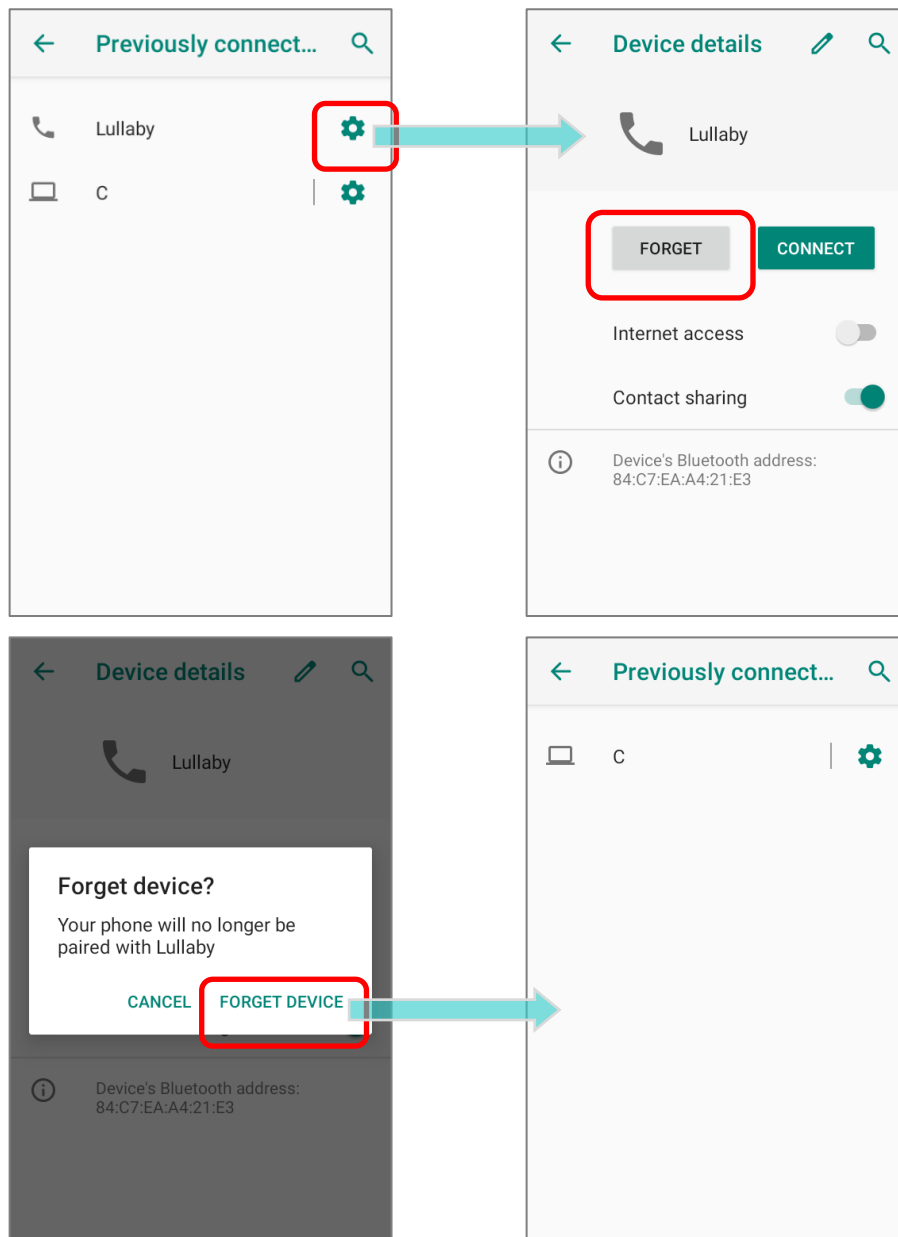 Previously connect...
Lullaby
C
Device details
Lullaby
FORGET
CONNECT
Internet access
Contact sharing
Device's Bluetooth address:
84:C7:EA:A4:21:E3
Device details
Lullaby
Forget device?
Your phone will no longer be
paired with Lullaby
CANCEL
FORGET DEVICE
Device's Bluetooth address:
84:C7:EA:A4:21:E3
Previously connect...
C